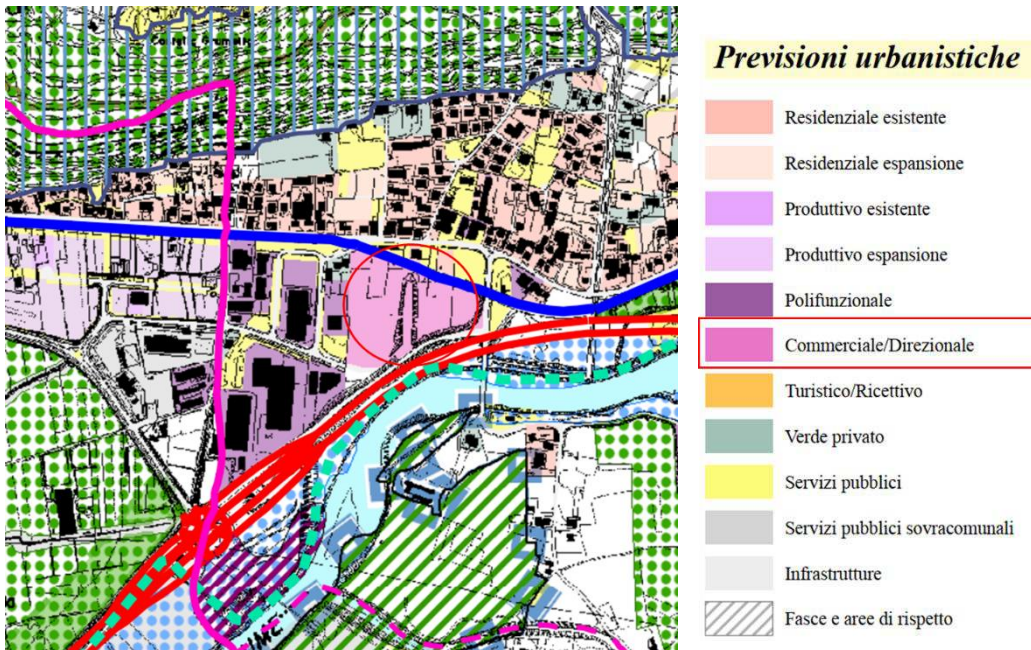 Previsioni urbanistiche
Residenziale esistente
Residenziale espansione
Produttivo esistente
Produttivo espansione
Polifunzionale
Commerciale/Direzionale
Turistico/Ricettivo
Verde privato
Servizi pubblici
Servizi pubblici sovracomunali
Infrastrutture
Fasce e aree di rispetto